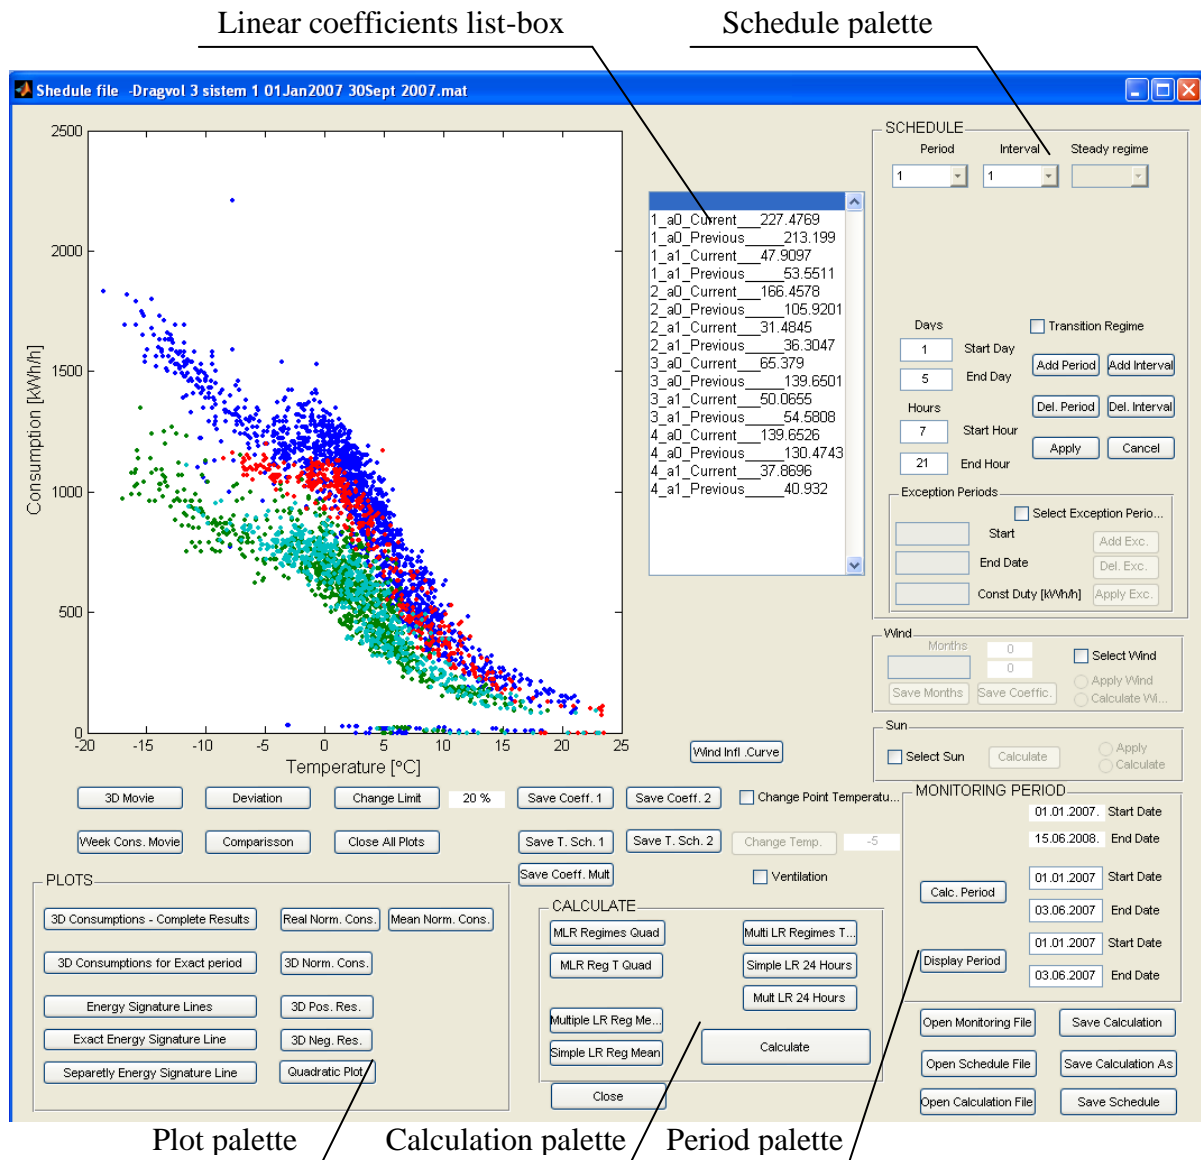 Linear coefficients list-box
Schedule palette
Shedule file -Dragvol 3 sistem 1 01Jan2007 30Sept 2007.mat
2500
2000
1500
1000
500
0
-20 -15 -10 -5 0 5 10 15 20 25
Consumption [kWh/h]
Temperature [°C]
1_a0_Current___227.4769
1_a0_Previous_____213.199
1_a1_Current___47.9097
1_a1_Previous_____53.5511
2_a0_Current___166.4578
2_a0_Previous_____105.9201
2_a1_Current___31.4845
2_a1_Previous_____36.3047
3_a0_Current___65.379
3_a0_Previous_____139.6501
3_a1_Current___50.0655
3_a1_Previous_____54.5808
4_a0_Current___139.6526
4_a0_Previous_____130.4743
4_a1_Current___37.8696
4_a1_Previous_____40.932
SCHEDULE
Period Interval Steady regime
1 1
Days Transition Regime
1 Start Day
5 End Day
Add Period Add Interval
Hours
Del. Period Del. Interval
7 Start Hour
21 End Hour
Apply Cancel
Exception Periods
Select Exception Perio...
Start Add Exc.
End Date Del. Exc.
Const Duty [kWh/h] Apply Exc.
Wind
Months 0
0
Select Wind
Apply Wind
Save Months Save Coeffic. Calculate Wi...
Sun
Select Sun Calculate Apply
Calculate
Wind Infl .Curve
3D Movie Deviation Change Limit 20 % Save Coeff. 1 Save Coeff. 2 Change Point Temperatu...
Week Cons. Movie Comparisson Close All Plots Save T. Sch. 1 Save T. Sch. 2 Change Temp. -5
Save Coeff. Mult Ventilation
MONITORING PERIOD
01.01.2007. Start Date
15.06.2008. End Date
Calc. Period
01.01.2007 Start Date
03.06.2007 End Date
Display Period
01.01.2007 Start Date
03.06.2007 End Date
PLOTS
3D Consumptions - Complete Results Real Norm. Cons. Mean Norm. Cons.
3D Consumptions for Exact period 3D Norm. Cons.
Energy Signature Lines 3D Pos. Res.
Exact Energy Signature Line 3D Neg. Res.
Separetly Energy Signature Line Quadratic Plot
CALCULATE
MLR Regimes Quad Multi LR Regimes T...
MLR Reg T Quad Simple LR 24 Hours
Mult LR 24 Hours
Multiple LR Reg Me...
Simple LR Reg Mean Calculate
Close
Open Monitoring File Save Calculation
Open Schedule File Save Calculation As
Open Calculation File Save Schedule
Plot palette Calculation palette Period palette